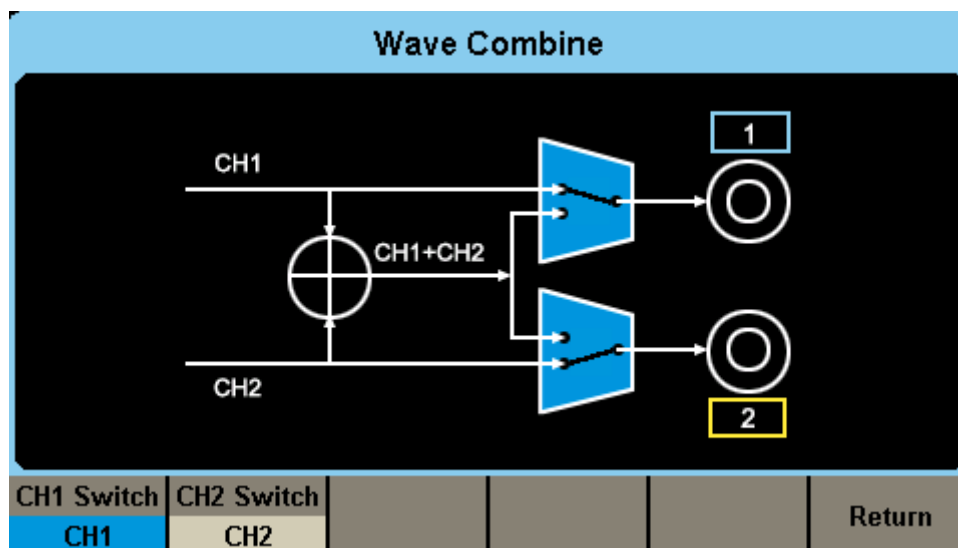 Wave Combine
1
CH1
CH1+CH2
CH2
2
CH1 Switch
CH1
CH2 Switch
CH2
Return